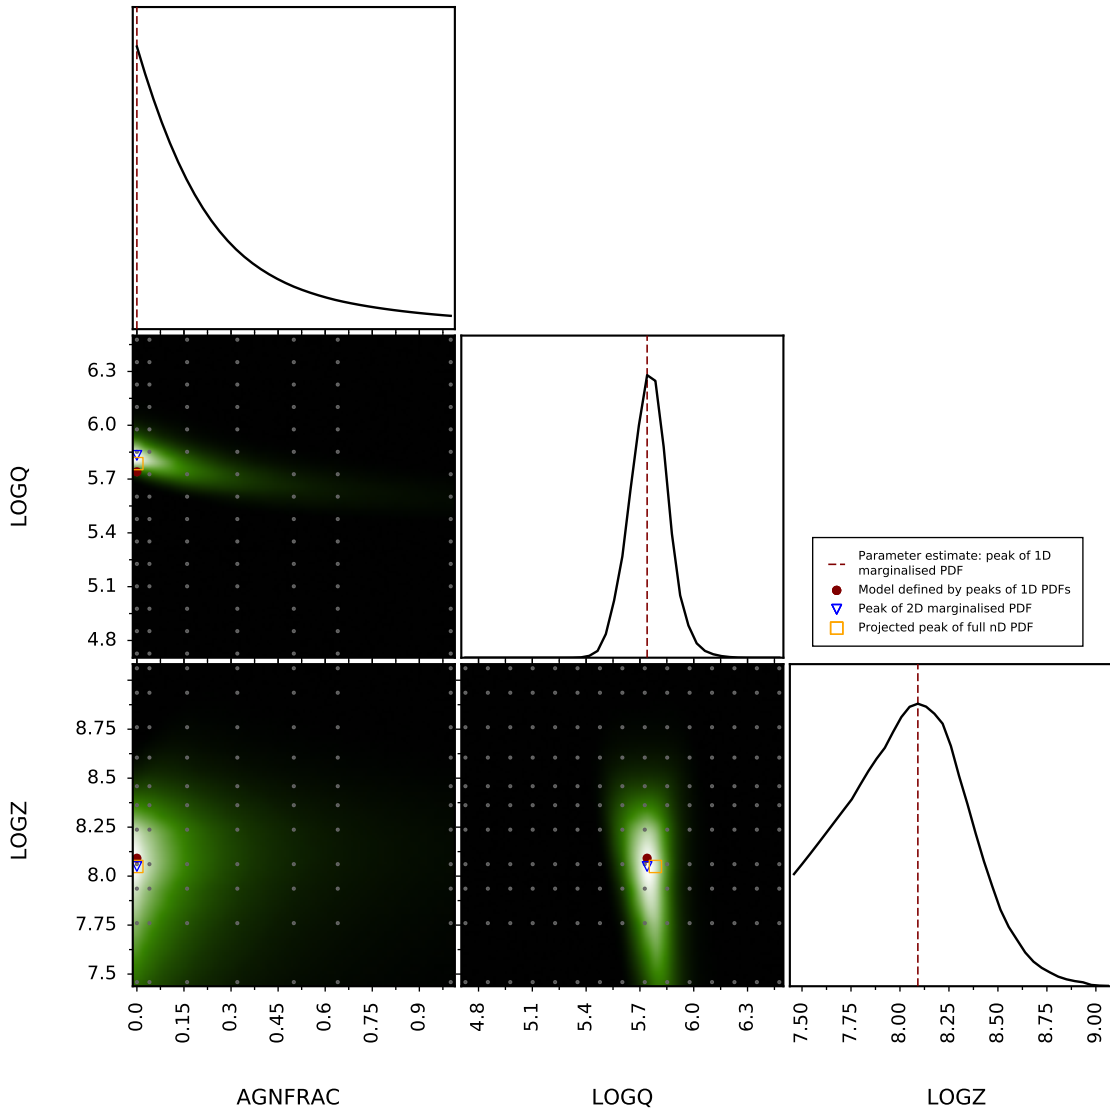 6.3
6.0
5.7
5.4
5.1
4.8
LOGQ
Parameter estimate: peak of 1D
marginalised PDF
Model defined by peaks of 1D PDFs
Peak of 2D marginalised PDF
Projected peak of full nD PDF
8.75
8.5
8.25
8.0
7.75
7.5
LOGZ
0.0 0.15 0.3 0.45 0.6 0.75 0.9
4.8 5.1 5.4 5.7 6.0 6.3
7.50 7.75 8.00 8.25 8.50 8.75 9.00
AGNFRAC LOGQ LOGZ